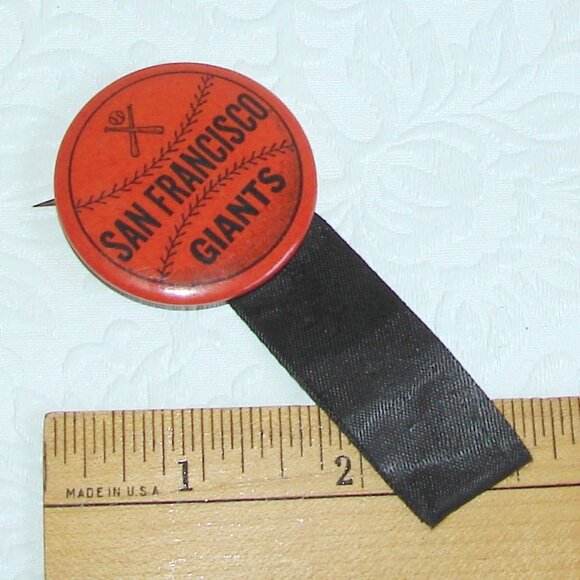 SAN FRANCISCO
GIANTS
1
2
MADE IN U.S.A